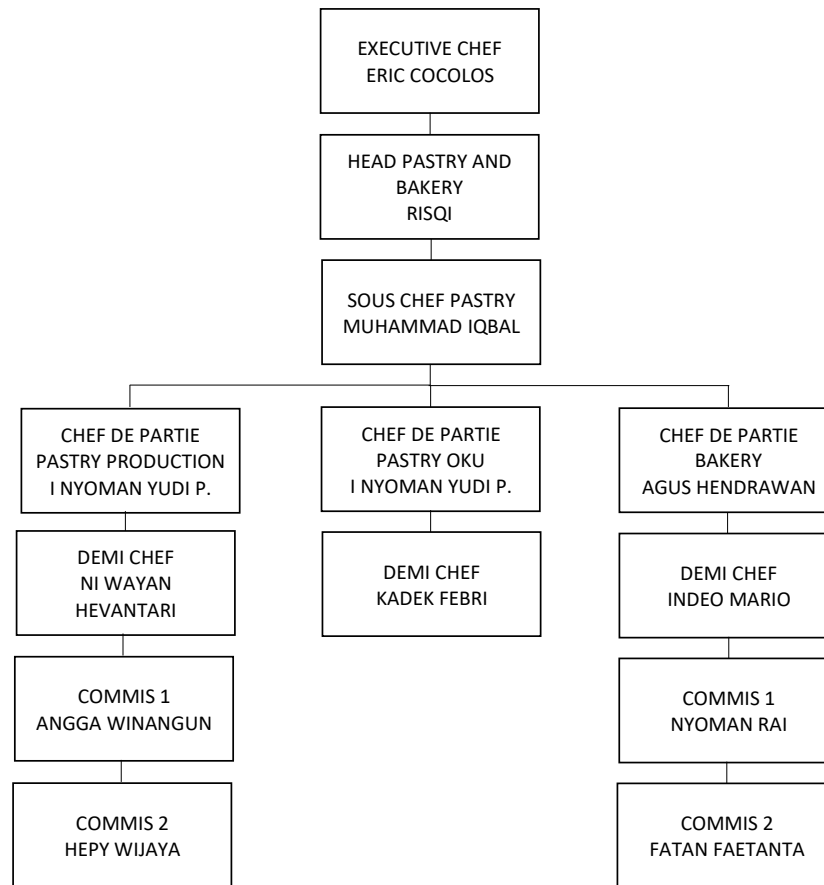 EXECUTIVE CHEF
ERIC COCOLOS
HEAD PASTRY AND
BAKERY
RISQI
SOUS CHEF PASTRY
MUHAMMAD IQBAL
CHEF DE PARTIE
PASTRY PRODUCTION
I NYOMAN YUDI P.
CHEF DE PARTIE
PASTRY OKU
I NYOMAN YUDI P.
CHEF DE PARTIE
BAKERY
AGUS HENDRAWAN
DEMI CHEF
NI WAYAN
HEVANTARI
DEMI CHEF
KADEK FEBRI
DEMI CHEF
INDEO MARIO
COMMIS 1
ANGGA WINANGUN
COMMIS 1
NYOMAN RAI
COMMIS 2
HEPY WIJAYA
COMMIS 2
FATAN FAETANTA